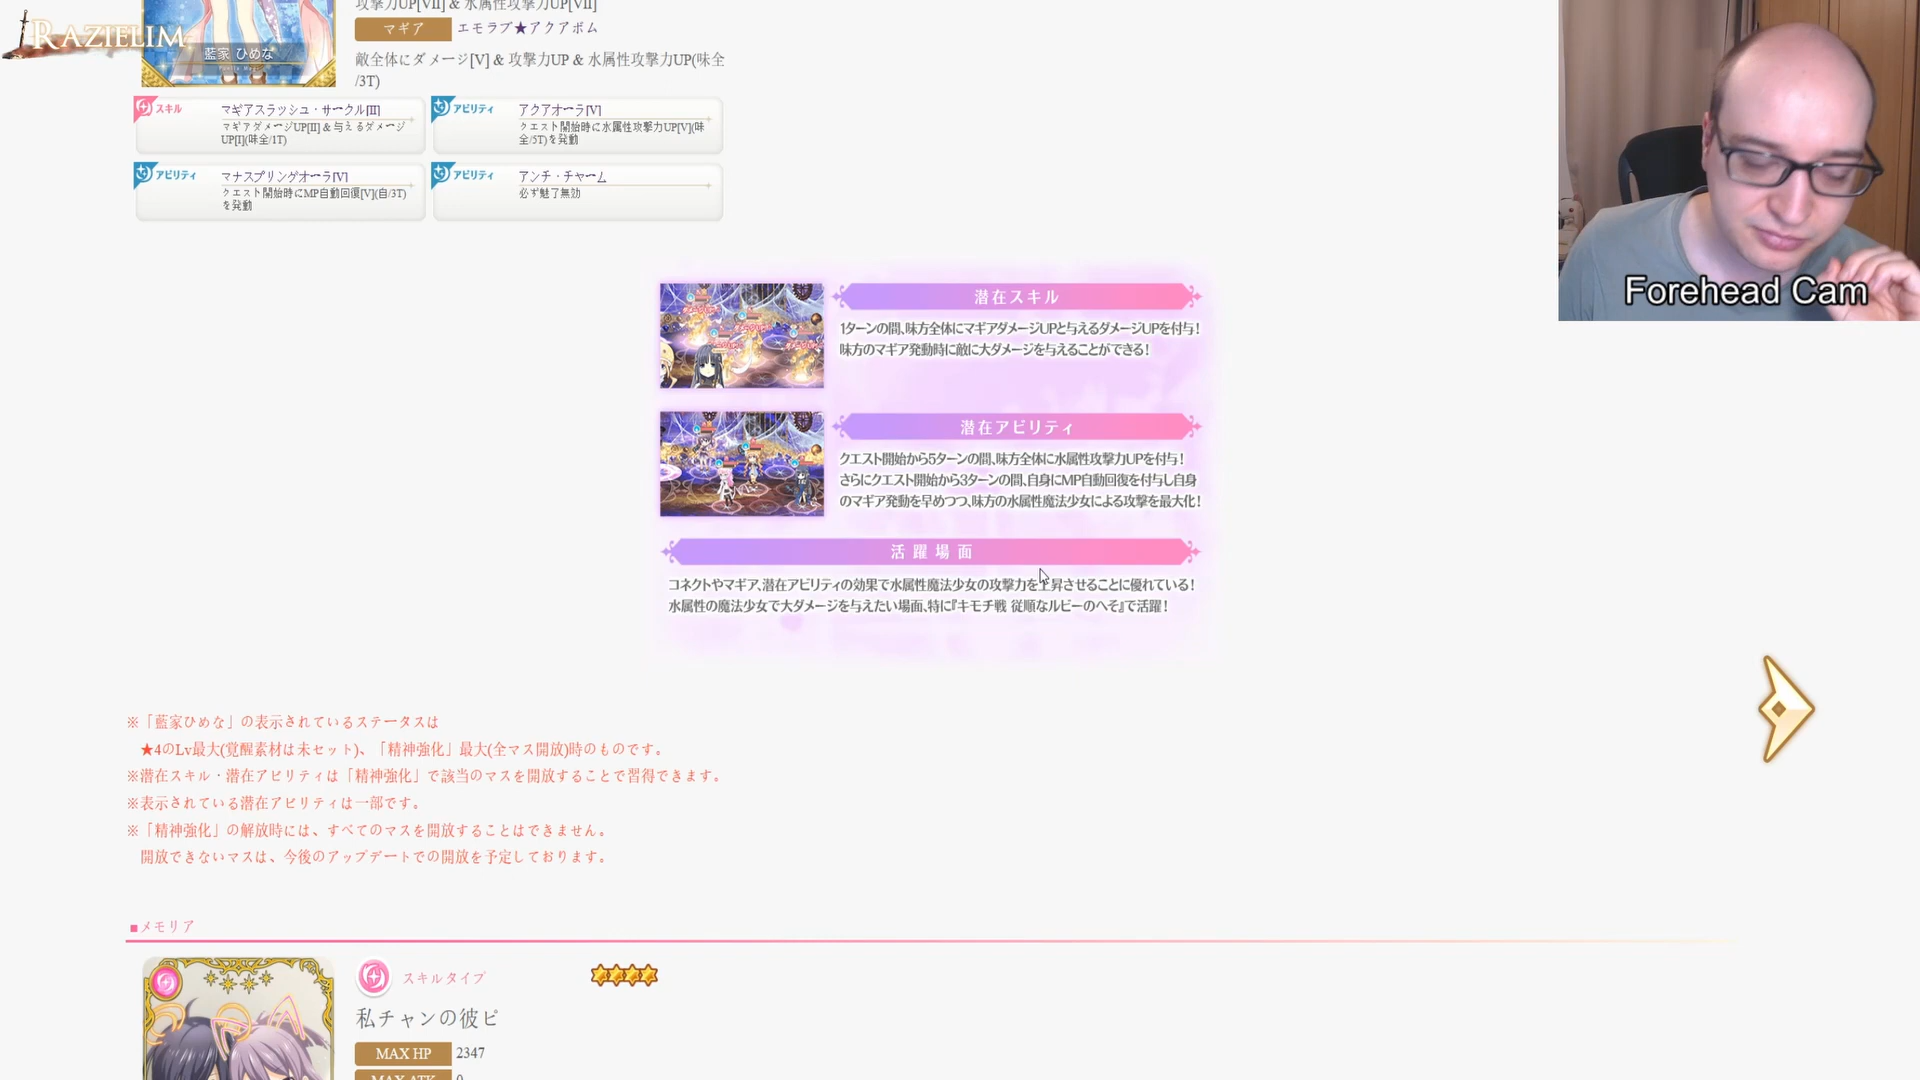 攻撃力UP[VII] & 水属性攻撃力UP[VII]
RAZIELIM
マギア エモラブ★アクアボム
藍家 ひめな
敵全体にダメージ[V] & 攻撃力UP & 水属性攻撃力UP(味全
/3T)
スキル マギアスラッシュ・サークル[III]
マギアダメージUP[II] & 与えるダメージ
UP[I](味全/1T)
アビリティ アクアオーラ[V]
クエスト開始時に水属性攻撃力UP[V](味
全/5T)を発動
アビリティ マナスプリングオーラ[V]
クエスト開始時にMP自動回復[V](自/3T)
を発動
アビリティ アンチ・チャーム
必ず魅了無効
Forehead Cam
潜在スキル
1ターンの間、味方全体にマギアダメージUPと与えるダメージUPを付与!
味方のマギア発動時に敵に大ダメージを与えることができる!
潜在アビリティ
クエスト開始から5ターンの間、味方全体に水属性攻撃力UPを付与!
さらにクエスト開始から3ターンの間、自身にMP自動回復を付与し自身
のマギア発動を早めつつ、味方の水属性魔法少女による攻撃を最大化!
活躍場面
コネクトやマギア、潜在アビリティの効果で水属性魔法少女の攻撃力を上昇させることに優れている!
水属性の魔法少女で大ダメージを与えたい場面、特に『キモチ戦 従順なルビーのへそ』で活躍!
※「藍家ひめな」の表示されているステータスは
★4のLv最大(覚醒素材は未セット)、「精神強化」最大(全マス開放)時のものです。
※潜在スキル・潜在アビリティは「精神強化」で該当のマスを開放することで習得できます。
※表示されている潜在アビリティは一部です。
※「精神強化」の解放時には、すべてのマスを開放することはできません。
開放できないマスは、今後のアップデートでの開放を予定しております。
■メモリア
スキルタイプ
私チャンの彼ピ
MAX HP 2347
MAX ATK 0